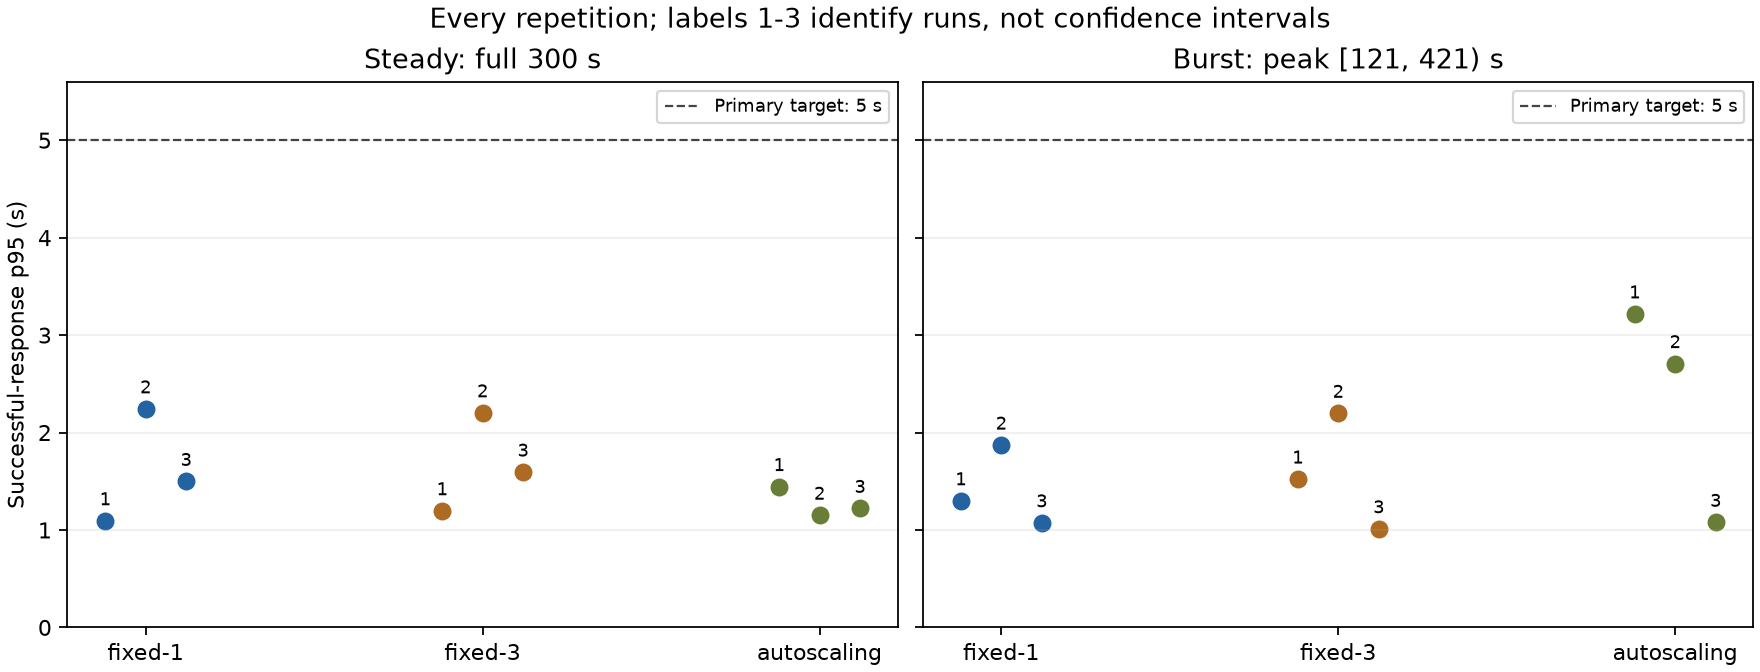 Every repetition; labels 1-3 identify runs, not confidence intervals
Steady: full 300 s
Primary target: 5 s
Successful-response p95 (s)
5
4
3
2
1
0
1
2
3
1
2
3
1
2
3
fixed-1
fixed-3
autoscaling
Burst: peak [121, 421) s
Primary target: 5 s
1
2
3
1
2
3
1
2
3
fixed-1
fixed-3
autoscaling